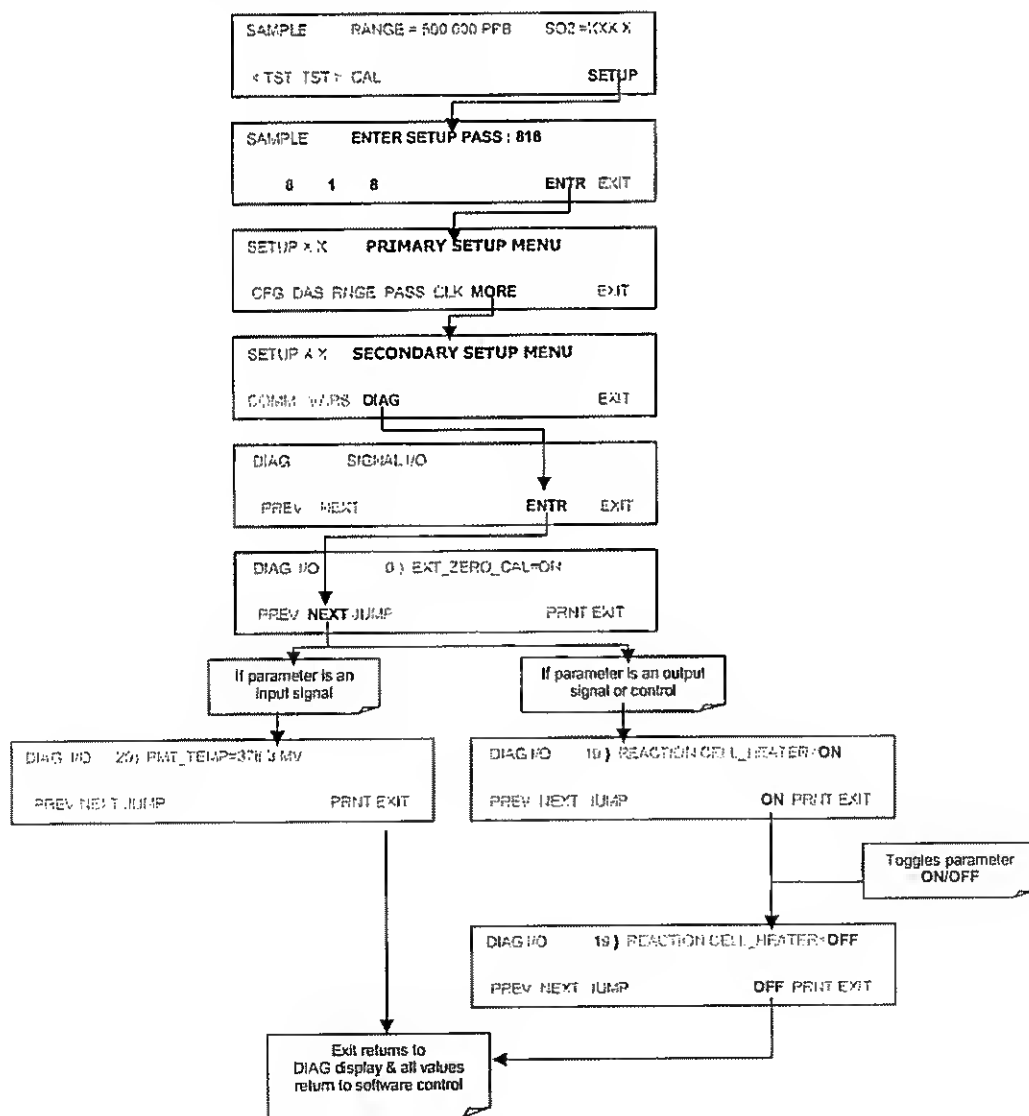 SAMPLE RANGE = 500.000 PPB SO2 =XXX.X
< TST TST > CAL SETUP
SAMPLE ENTER SETUP PASS : 818
8 1 8 ENTR EXIT
SETUP X.X PRIMARY SETUP MENU
CFG DAS RNGE PASS CLK MORE EXIT
SETUP X.X SECONDARY SETUP MENU
COMM VARS DIAG EXIT
DIAG SIGNAL I/O
PREV NEXT ENTR EXIT
DIAG I/O 0 ) EXT_ZERO_CAL=ON
PREV NEXT JUMP PRNT EXIT
If parameter is an
input signal
If parameter is an output
signal or control
DIAG I/O 29) PMT_TEMP= MV
PREV NEXT JUMP PRNT EXIT
DIAG I/O 19 ) REACTION CELL_HEATER=ON
PREV NEXT JUMP ON PRNT EXIT
Toggles parameter
ON/OFF
DIAG I/O 19 ) REACTION CELL_HEATER=OFF
PREV NEXT JUMP OFF PRNT EXIT
Exit returns to
DIAG display & all values
return to software control